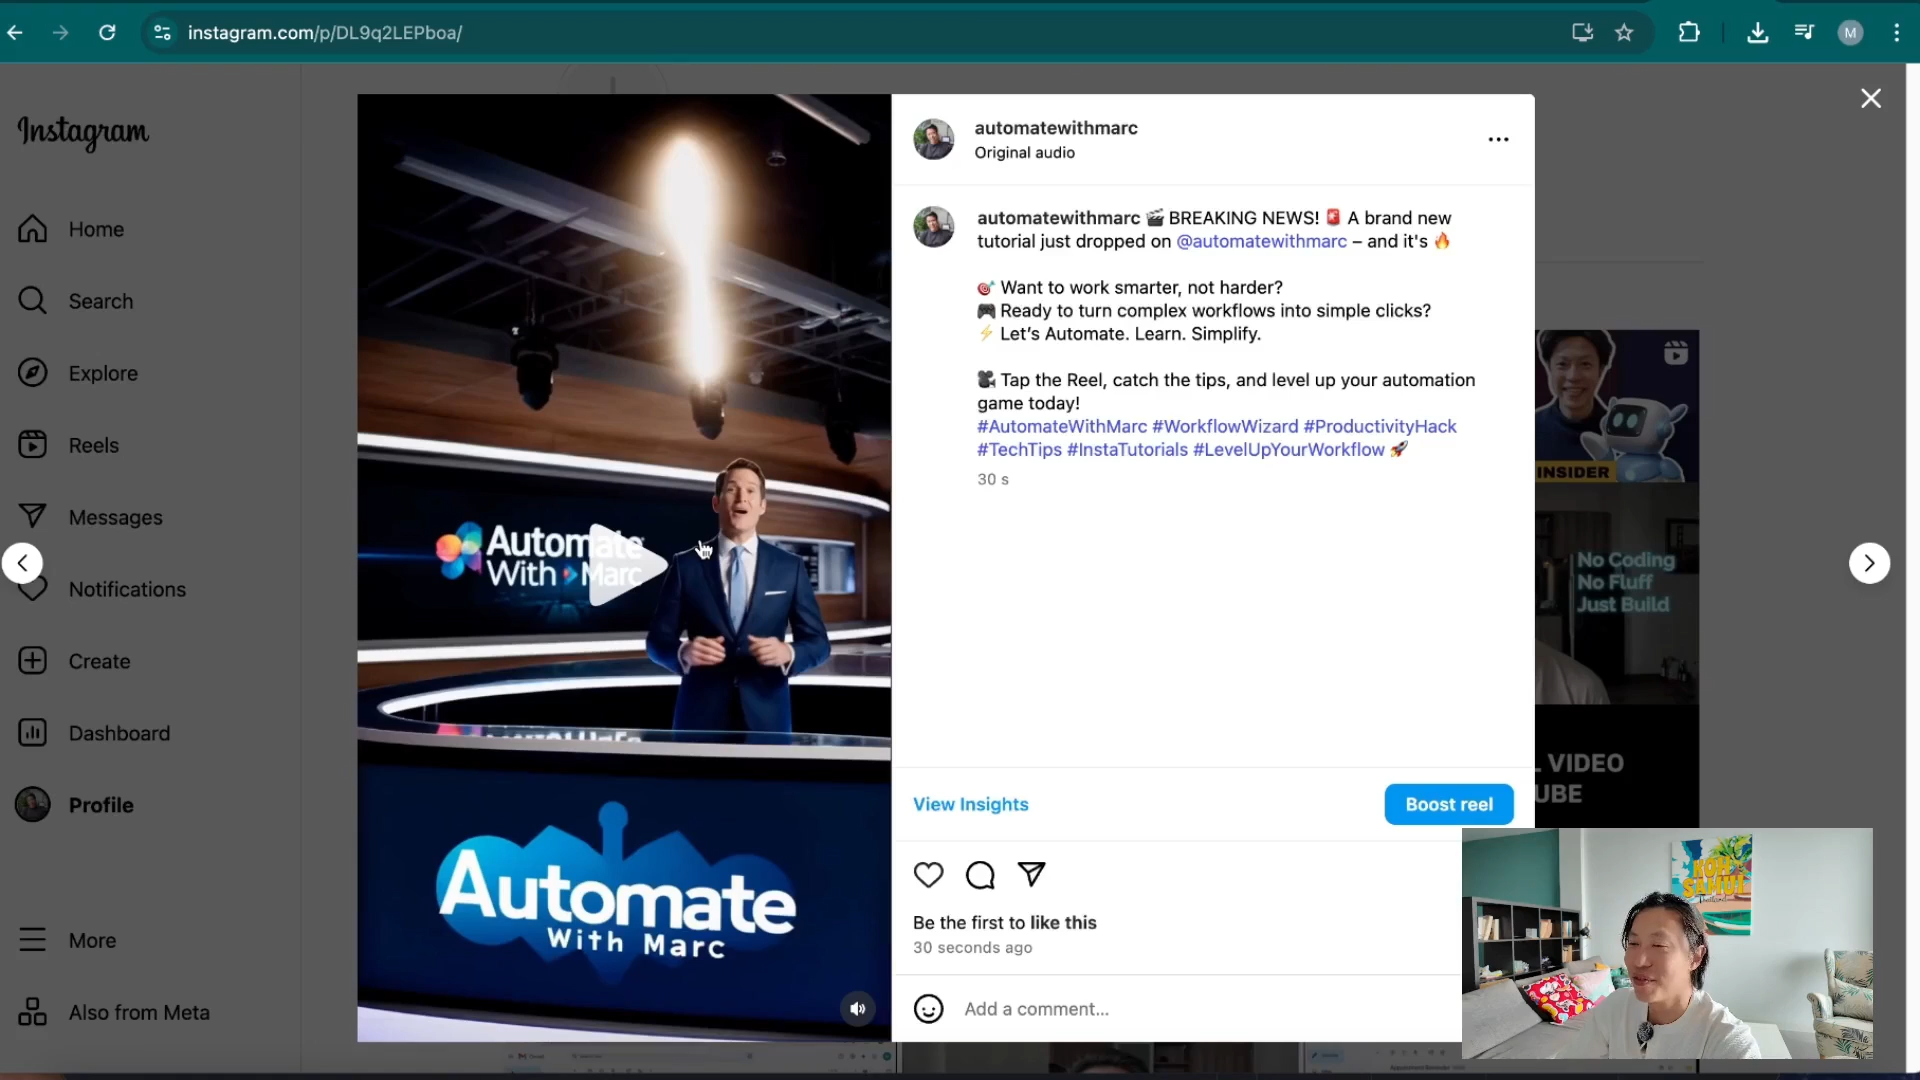 instagram.com/p/DL9q2LEPboa/
M
Instagram
Home
Search
Explore
Reels
Messages
Notifications
Create
Dashboard
Profile
More
Also from Meta
Automate
With Marc
Automate
With Marc
automatewithmarc
Original audio
automatewithmarc 🎬 BREAKING NEWS! 🚨 A brand new
tutorial just dropped on @automatewithmarc – and it's 🔥
🎯 Want to work smarter, not harder?
🎮 Ready to turn complex workflows into simple clicks?
⚡ Let’s Automate. Learn. Simplify.
🎥 Tap the Reel, catch the tips, and level up your automation
game today!
#AutomateWithMarc #WorkflowWizard #ProductivityHack
#TechTips #InstaTutorials #LevelUpYourWorkflow 🚀
30 s
View Insights
Boost reel
Be the first to like this
30 seconds ago
Add a comment...
INSIDER
No Coding
No Fluff
Just Build
VIDEO
UBE
KOH
SAMUI